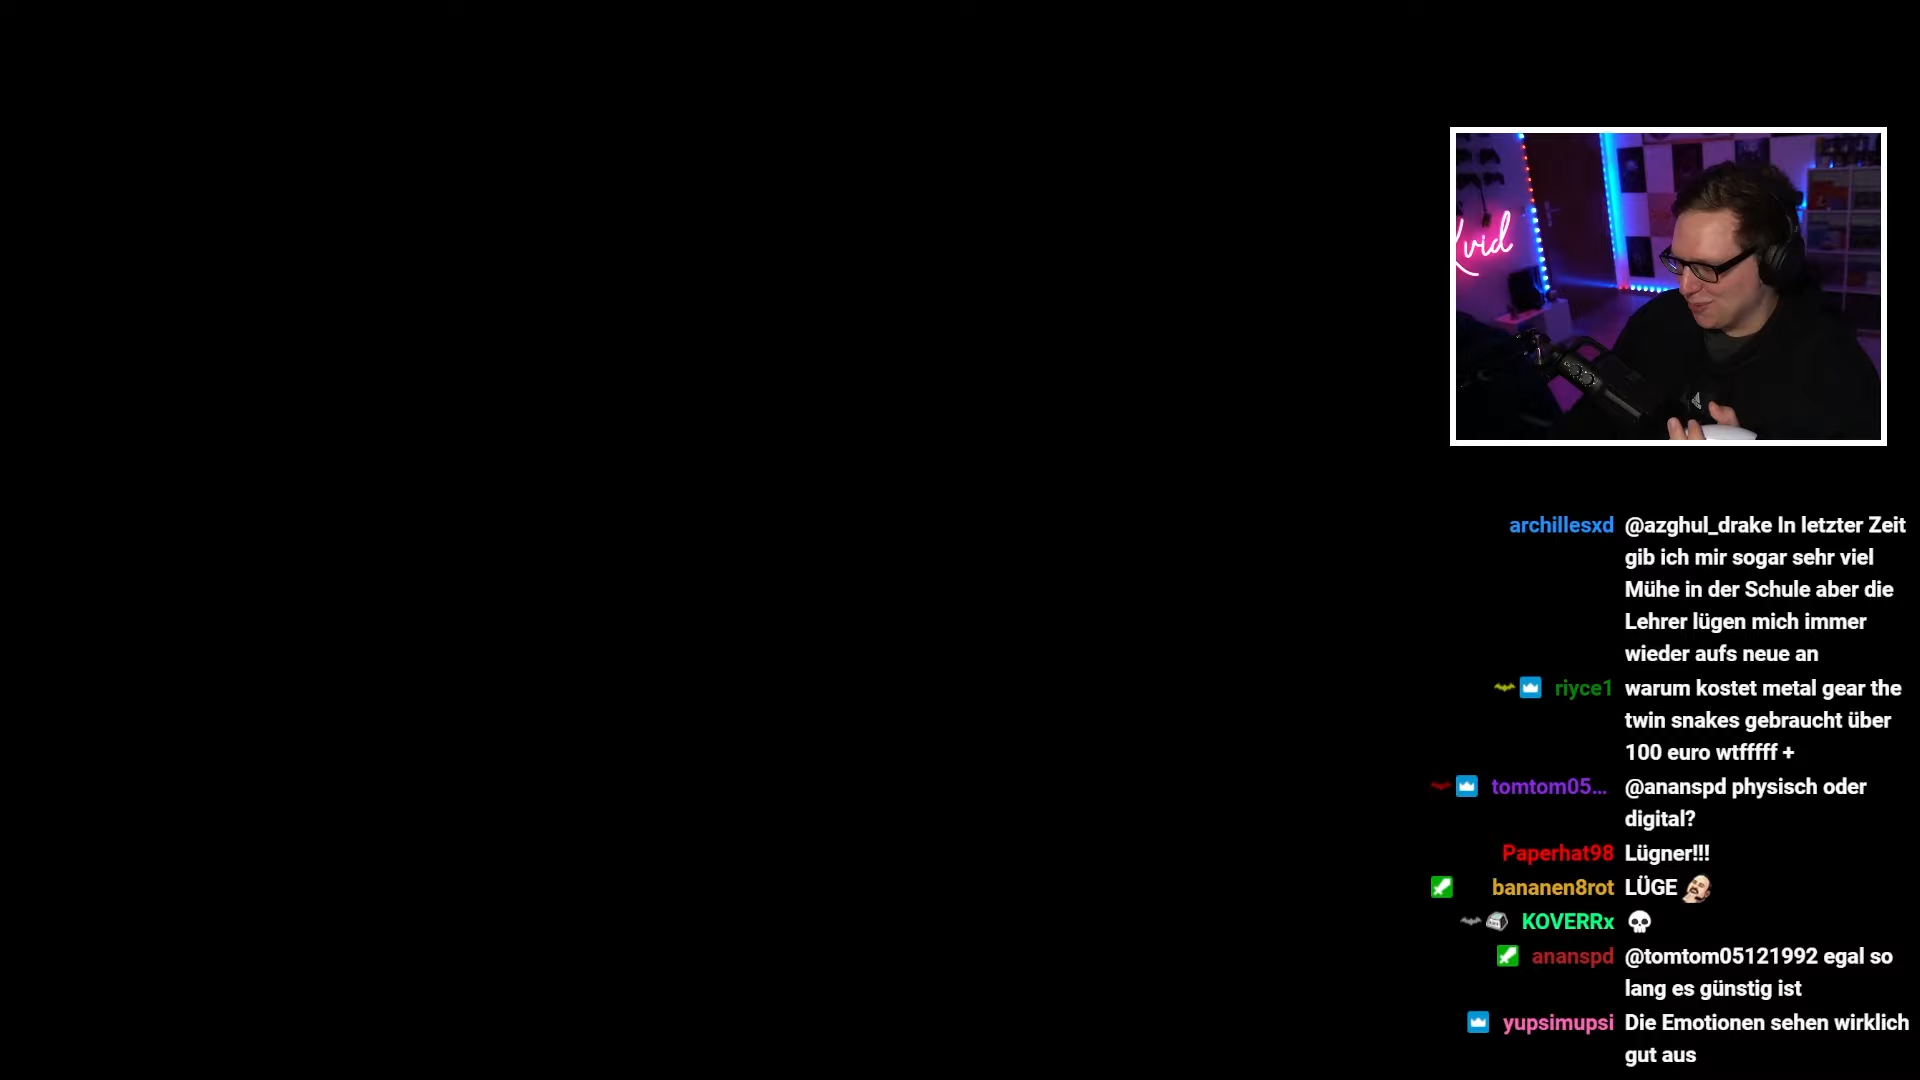 Kvid
archillesxd @azghul_drake In letzter Zeit
gib ich mir sogar sehr viel
Mühe in der Schule aber die
Lehrer lügen mich immer
wieder aufs neue an
riyce1 warum kostet metal gear the
twin snakes gebraucht über
100 euro wtfffff +
tomtom05... @ananspd physisch oder
digital?
Paperhat98 Lügner!!!
bananen8rot LÜGE
KOVERRx
ananspd @tomtom05121992 egal so
lang es günstig ist
yupsimupsi Die Emotionen sehen wirklich
gut aus